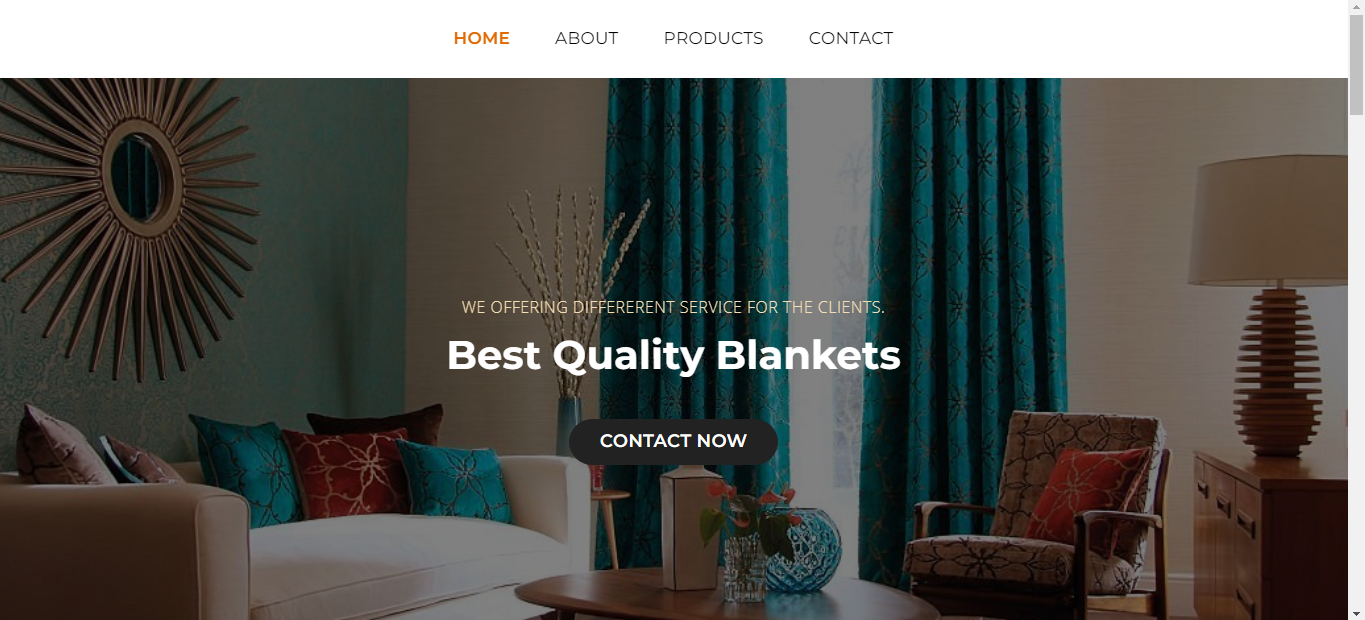 HOME ABOUT PRODUCTS CONTACT
WE OFFERING DIFFERERENT SERVICE FOR THE CLIENTS.
Best Quality Blankets
CONTACT NOW